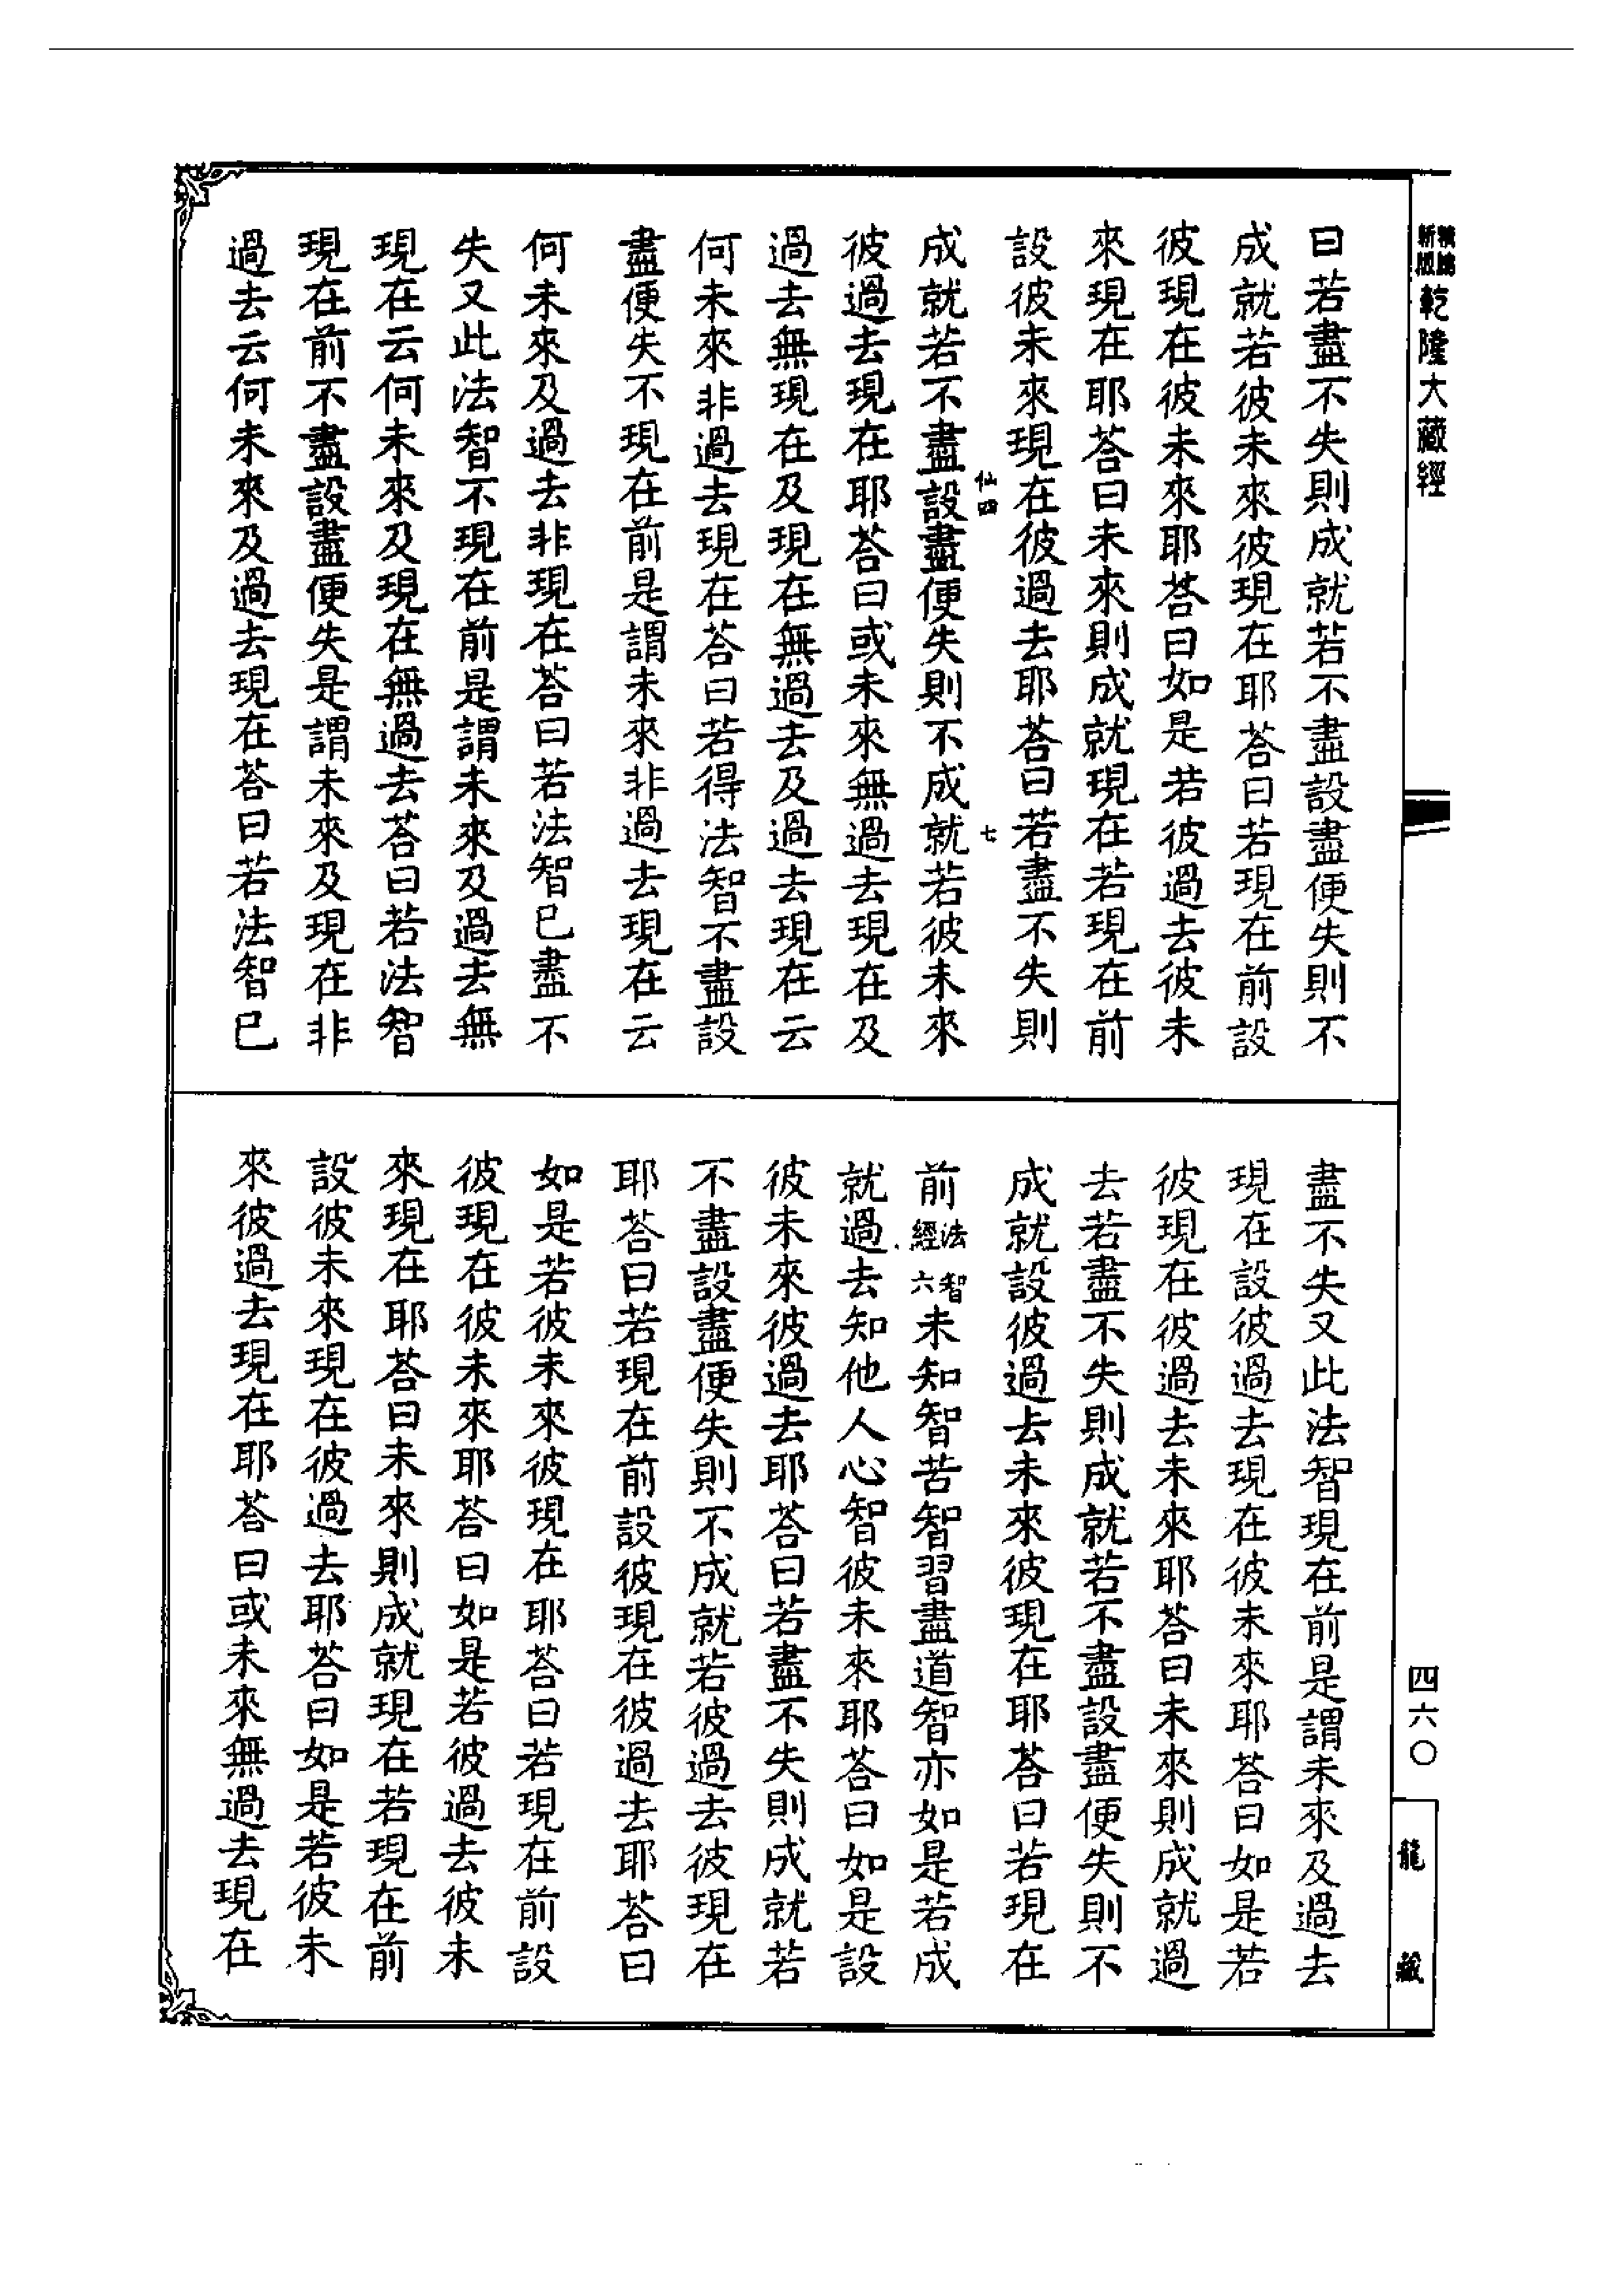 乾隆大藏經
曰若盡不失則成就若不盡設盡便失則不
成就若彼未來彼現在耶荅曰若現在前設
彼現在彼未來耶荅曰如是若彼過去彼未
來現在耶荅曰未來則成就現在若現在前
設彼未來現在彼過去耶荅曰若盡不失則
仙四
七
成就若不盡設盡便失則不成就若彼未來
彼過去現在耶荅曰或未來無過去現在及
過去無現在及現在無過去及過去現在云
何未來非過去現在荅曰若得法智不盡設
盡便失不現在前是謂未來非過去現在云
何未來及過去非現在荅曰若法智已盡不
失又此法智不現在前是謂未來及過去無
現在云何未來及現在無過去荅曰若法智
現在前不盡設盡便失是謂未來及現在非
過去云何未來及過去現在荅曰若法智已
盡不失又此法智現在前是謂未來及過去
現在設彼過去現在彼未來耶荅曰如是若
彼現在彼過去未來耶荅曰未來則成就過
去若盡不失則成就若不盡設盡便失則不
成就設彼過去未來彼現在耶荅曰若現在
前法智經六未知智苦智習盡道智亦如是若成
就過去知他人心智彼未來耶荅曰如是設
彼未來彼過去耶荅曰若盡不失則成就若
不盡設盡便失則不成就若彼過去彼現在
耶荅曰若現在前設彼現在彼過去耶荅曰
如是若彼未來彼現在耶荅曰若現在前設
彼現在彼未來耶荅曰如是若彼過去彼未
來現在耶荅曰未來則成就現在若現在前
設彼未來現在彼過去耶荅曰如是若彼未
來彼過去現在耶荅曰或未來無過去現在
四六〇
龍藏